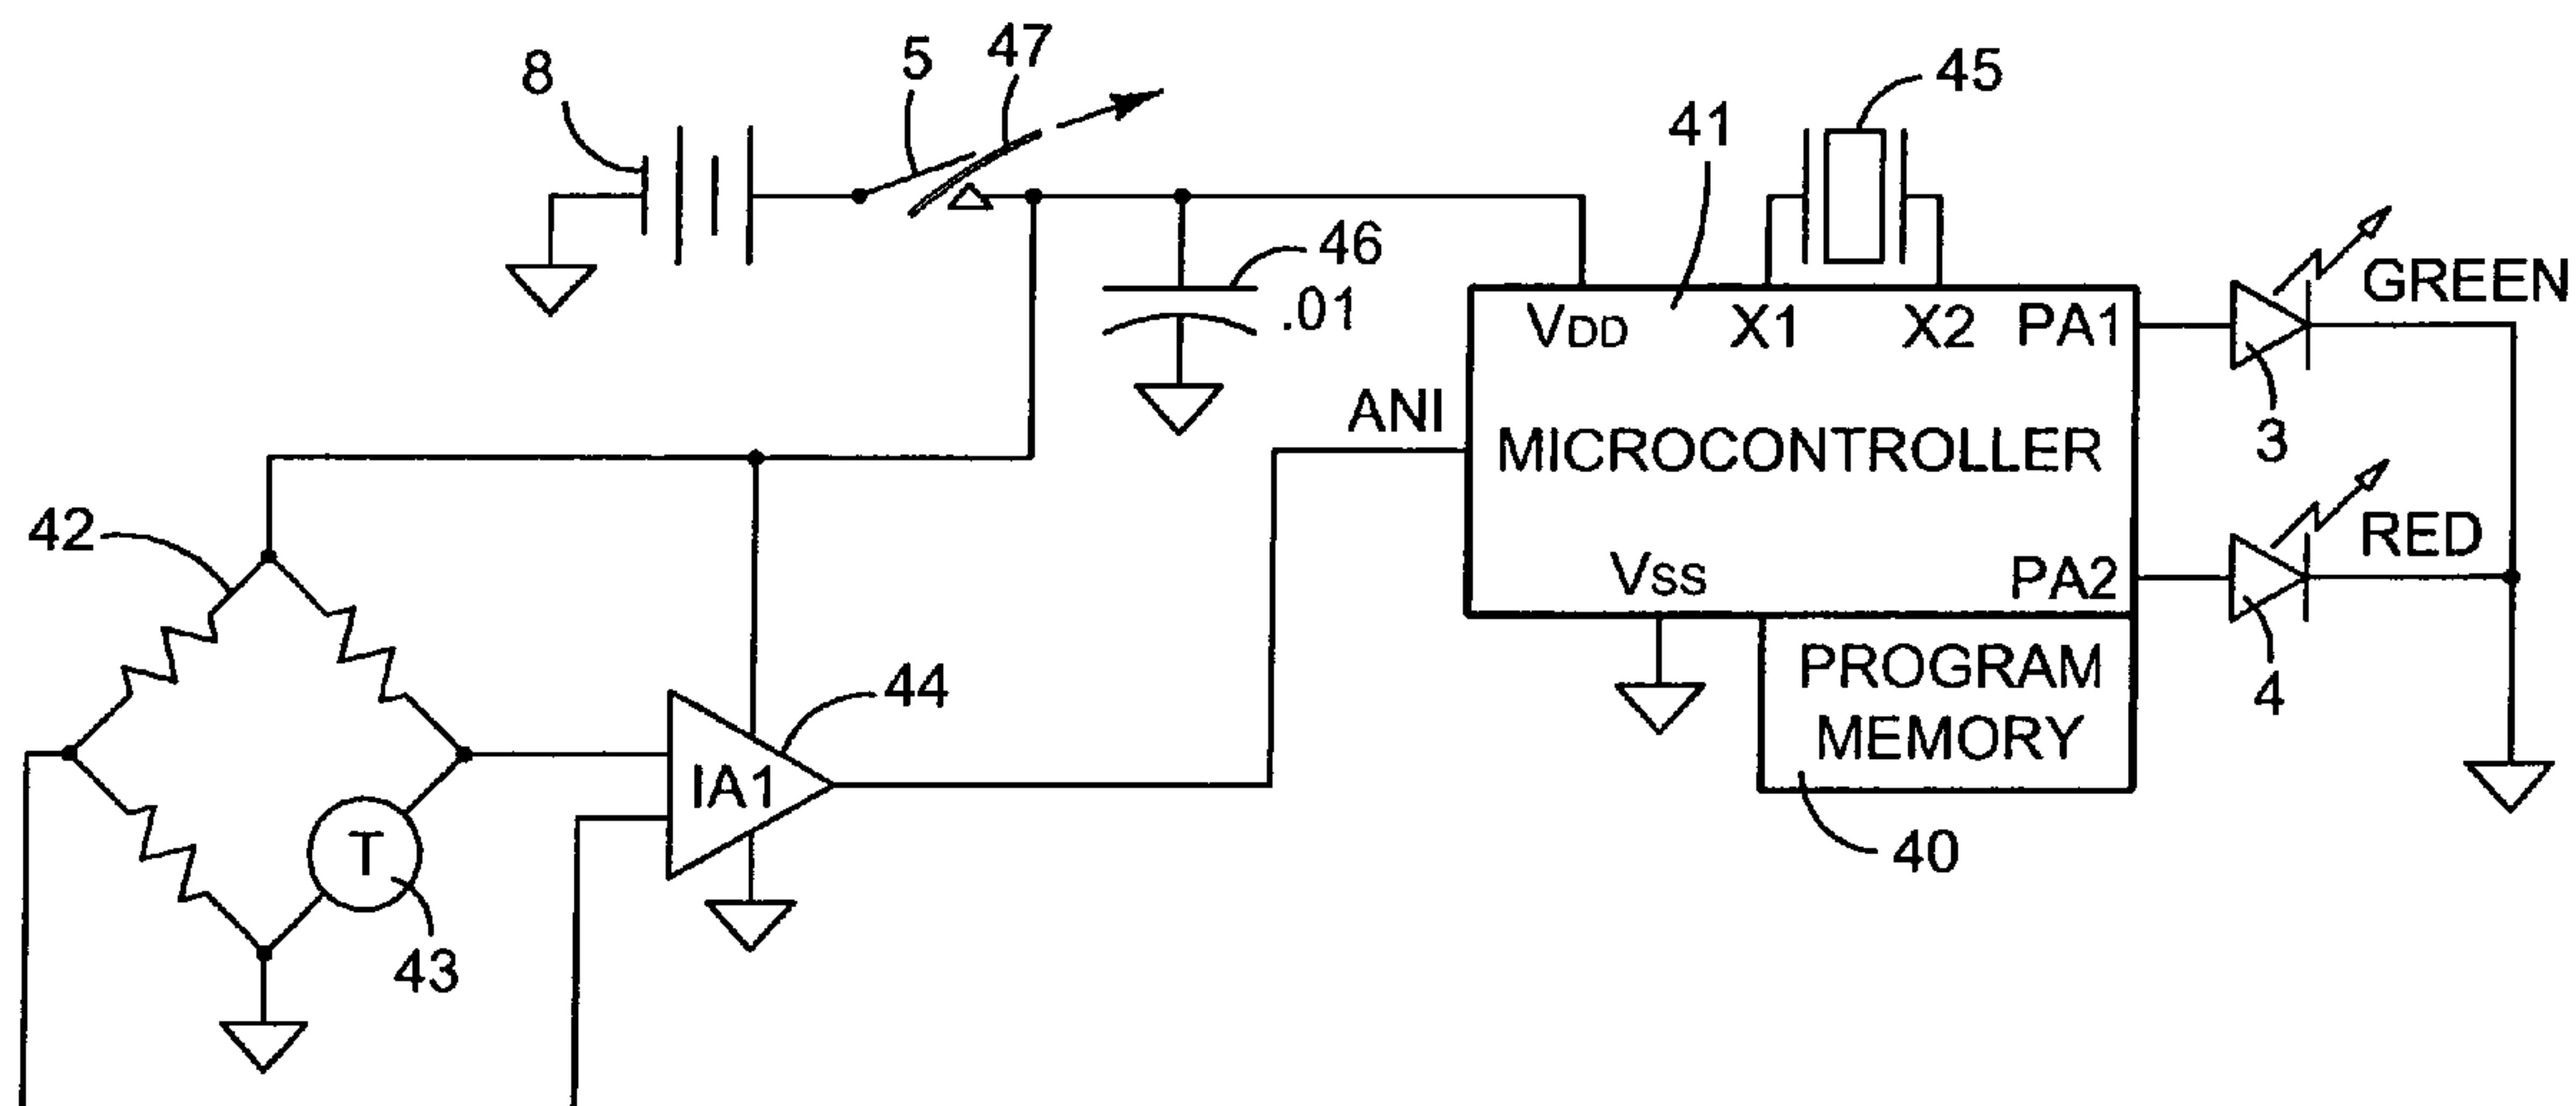 8
5
47
45
41
46
.01
GREEN
VDD
X1
X2
PA1
ANI
MICROCONTROLLER
3
42
RED
VSS
PA2
PROGRAM
MEMORY
4
44
IA1
T
40
43